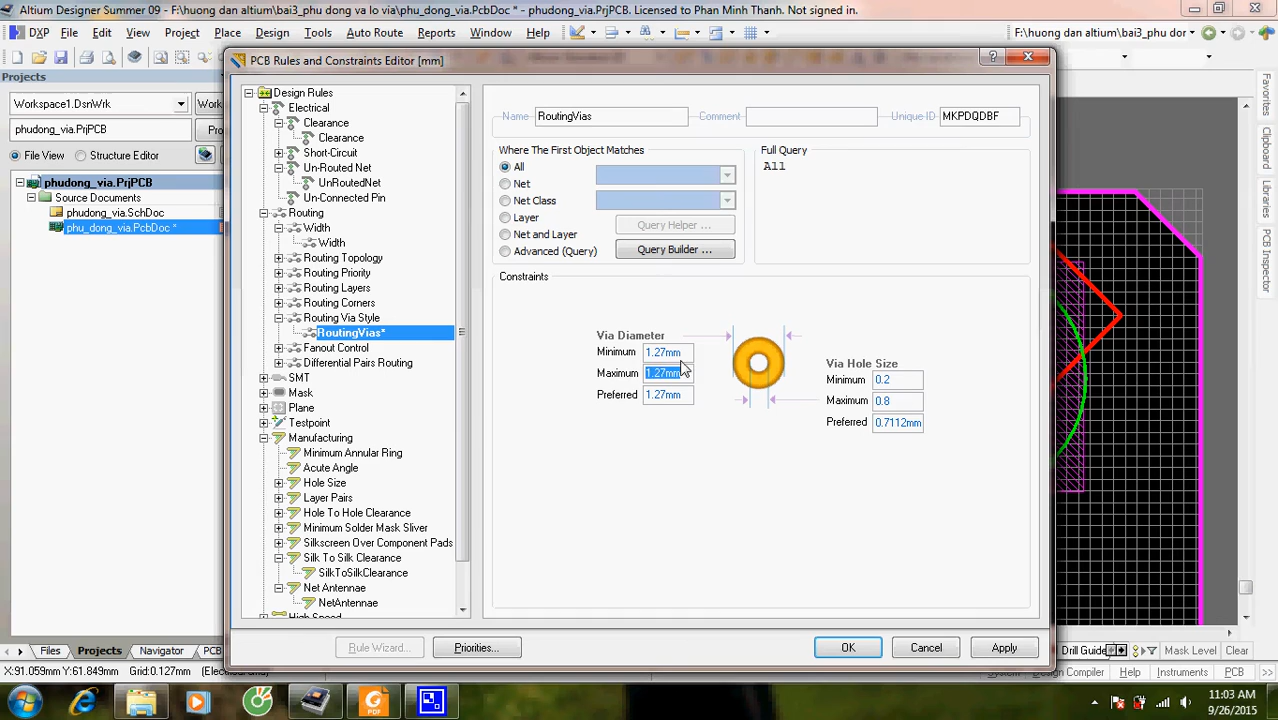 Altium Designer Summer 09 - F:\huong dan altium\bai3_phu dong va lo via\phu_dong_via.PcbDoc * - phudong_via.PrjPCB. Licensed to Phan Minh Thanh. Not signed in.
DXP File Edit View Project Place Design Tools Auto Route Reports Window Help F:\huong dan altium\bai3_phu dor
Projects
PCB Rules and Constraints Editor [mm]
Workspace1.DsnWrk Work
phudong_via.PrjPCB Pro
File View Structure Editor
phudong_via.PrjPCB
Source Documents
phudong_via.SchDoc
phu_dong_via.PcbDoc *
Design Rules
Electrical
Clearance
Clearance
Short-Circuit
Un-Routed Net
UnRoutedNet
Un-Connected Pin
Routing
Width
Width
Routing Topology
Routing Priority
Routing Layers
Routing Corners
Routing Via Style
RoutingVias*
Fanout Control
Differential Pairs Routing
SMT
Mask
Plane
Testpoint
Manufacturing
Minimum Annular Ring
Acute Angle
Hole Size
Layer Pairs
Hole To Hole Clearance
Minimum Solder Mask Sliver
Silkscreen Over Component Pads
Silk To Silk Clearance
SilkToSilkClearance
Net Antennae
NetAntennae
High Speed
Name RoutingVias Comment Unique ID MKPDQDBF
Where The First Object Matches
All
Net
Net Class
Layer
Net and Layer
Advanced (Query)
Query Helper ...
Query Builder ...
Full Query
All
Constraints
Via Diameter
Minimum 1.27mm
Maximum 1.27mm
Preferred 1.27mm
Via Hole Size
Minimum 0.2
Maximum 0.8
Preferred 0.7112mm
Rule Wizard... Priorities... OK Cancel Apply
Favorites
Clipboard
Libraries
PCB Inspector
Files Projects Navigator PCB
Drill Guide Mask Level Clear
X:91.059mm Y:61.849mm Grid:0.127mm (Electrical Grid)
System Design Compiler Help Instruments PCB >>
PDF
11:03 AM
9/26/2015